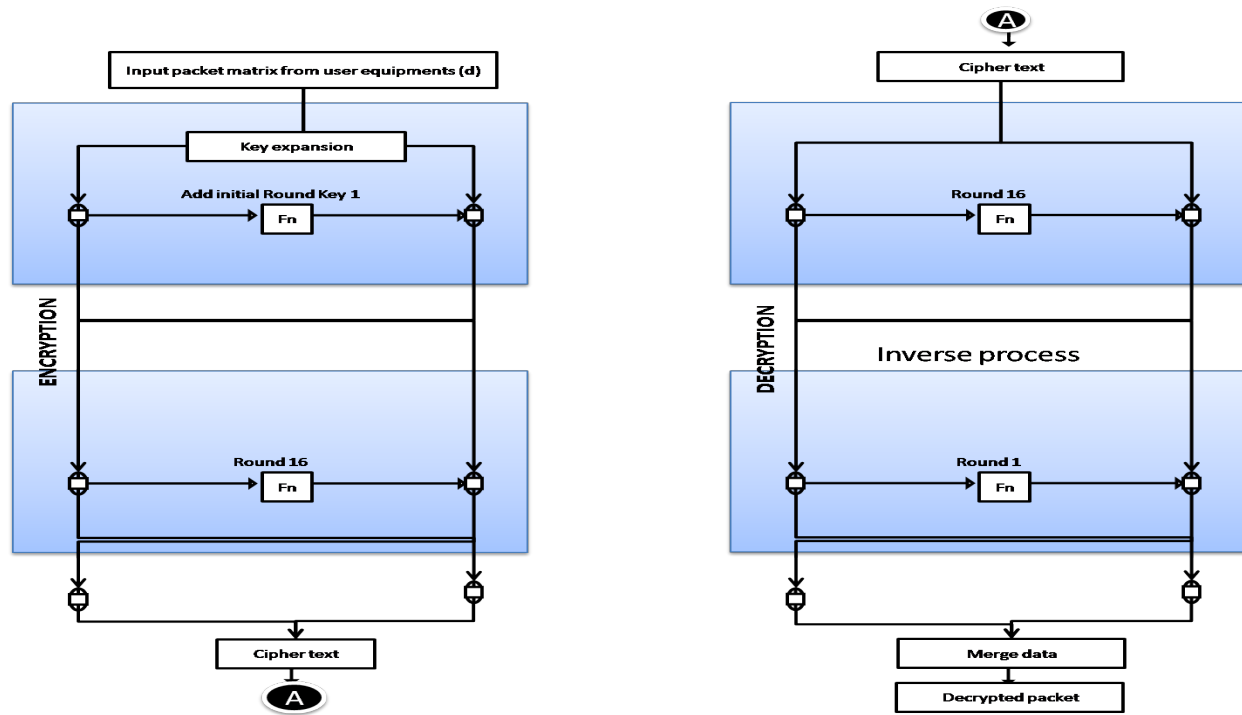 Input packet matrix from user equipments (d)
Key expansion
Add initial Round Key 1
Fn
ENCRYPTION
Round 16
Fn
Cipher text
A
A
Cipher text
Round 16
Fn
DECRYPTION
Inverse process
Round 1
Fn
Merge data
Decrypted packet